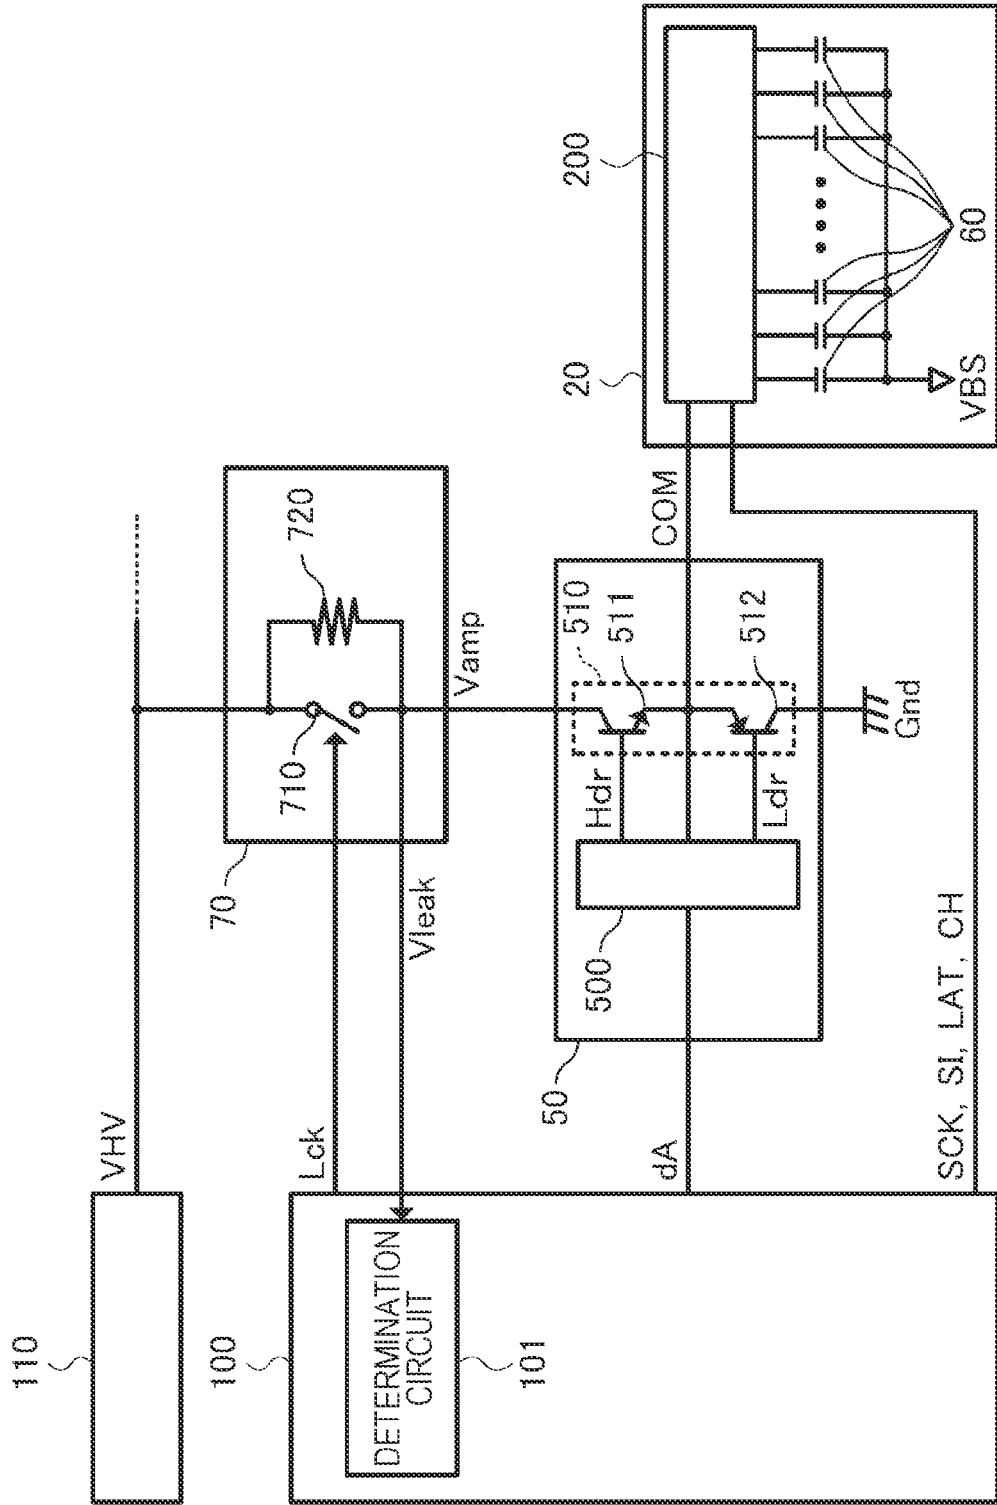 110
VHV
70
710
720
100
Lck
Vleak
Vamp
DETERMINATION
CIRCUIT
101
50
510
Hdr
511
500
COM
dA
Ldr
512
Gnd
20
200
SCK, SI, LAT, CH
VBS
60